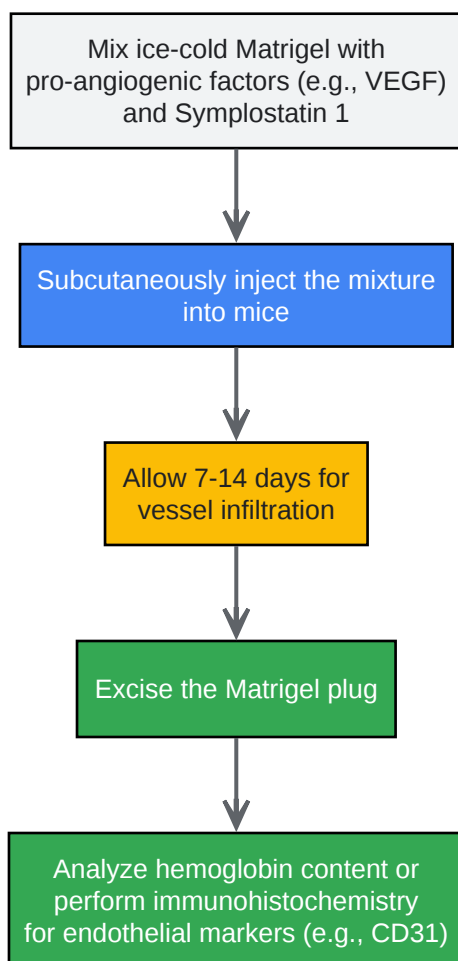 Mix ice-cold Matrigel with
pro-angiogenic factors (e.g., VEGF)
and Symplostatin 1
Subcutaneously inject the mixture
into mice
Allow 7-14 days for
vessel infiltration
Excise the Matrigel plug
Analyze hemoglobin content or
perform immunohistochemistry
for endothelial markers (e.g., CD31)